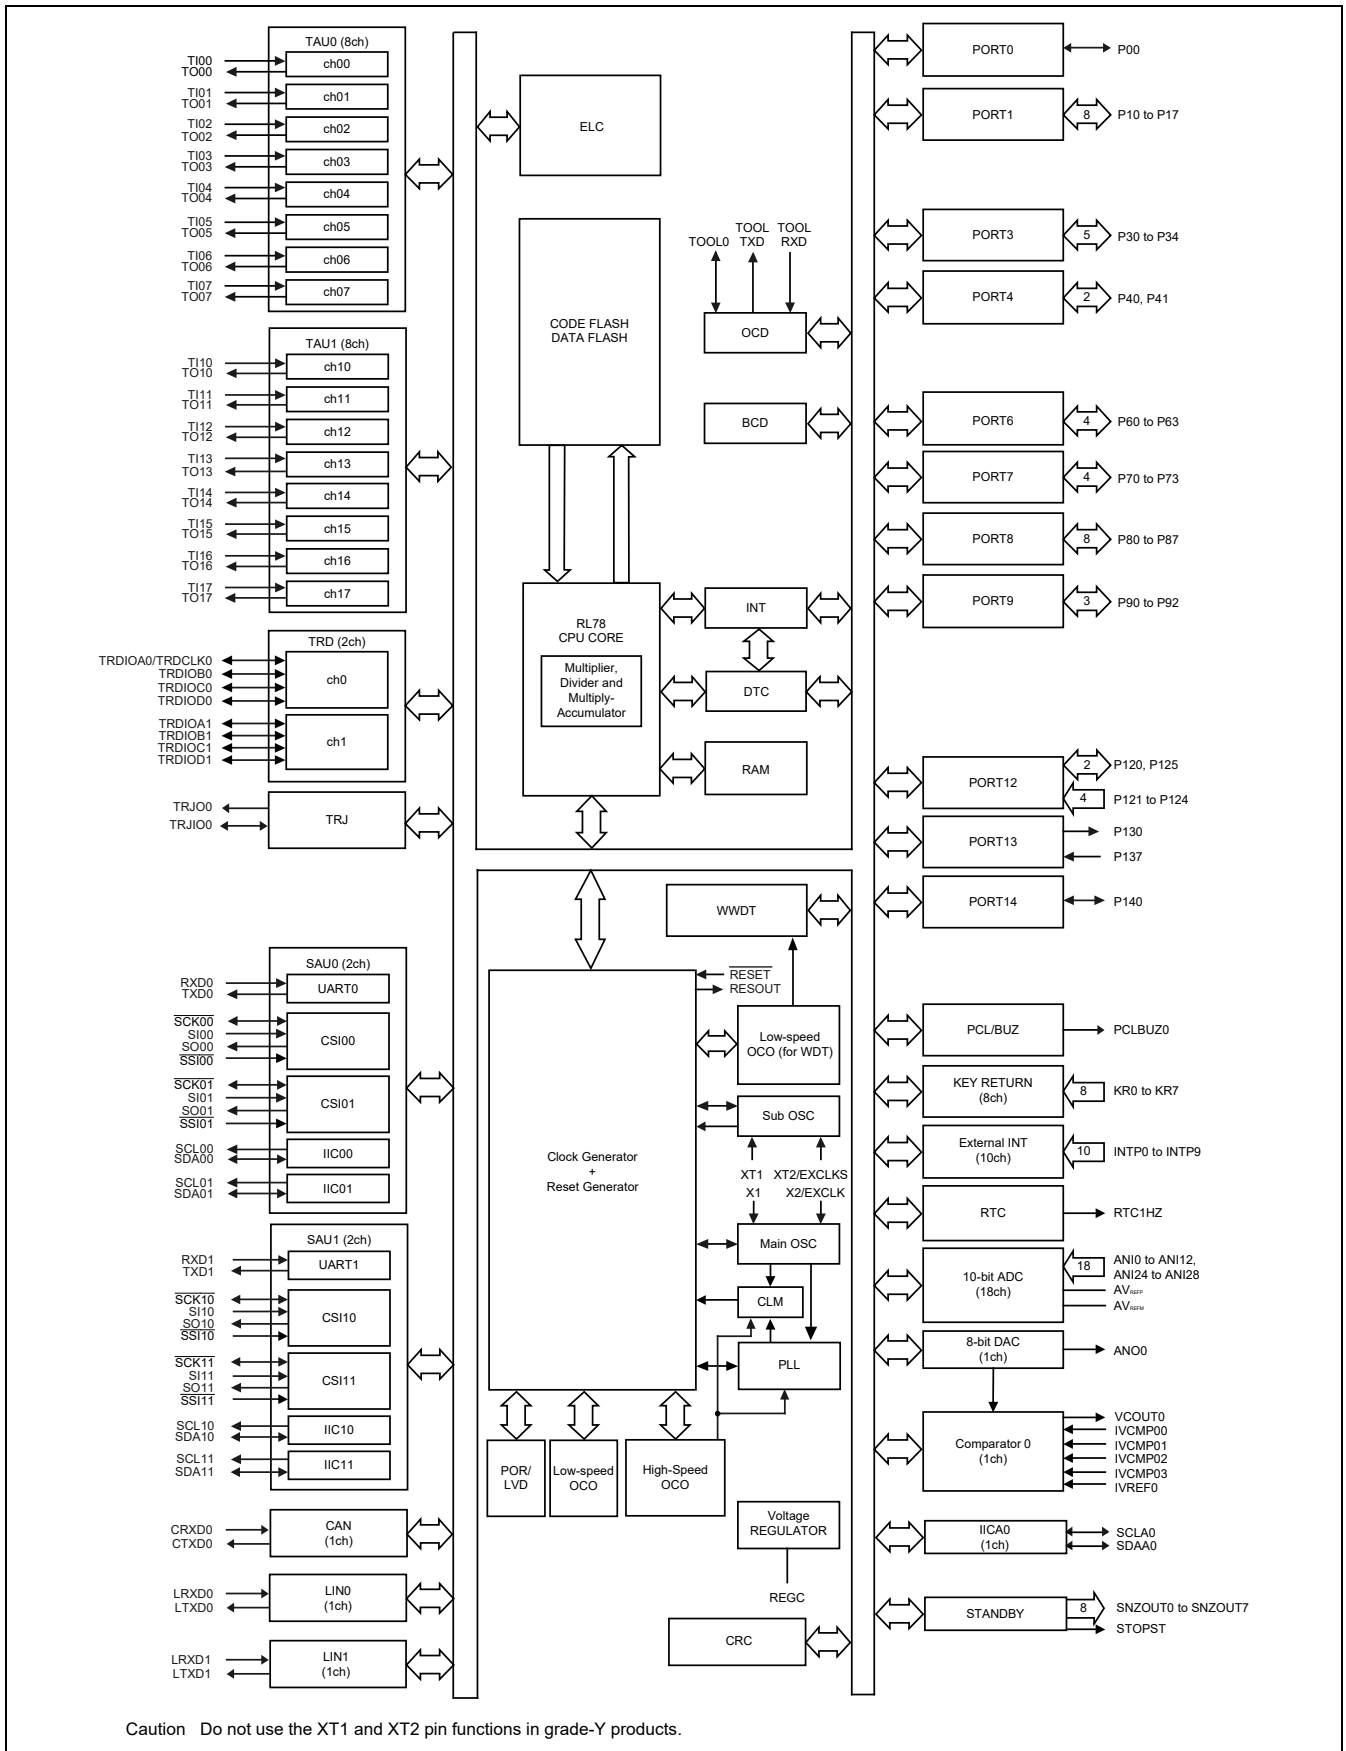 TAU0 (8ch)
TI00
TO00
ch00
TI01
TO01
ch01
TI02
TO02
ch02
TI03
TO03
ch03
TI04
TO04
ch04
TI05
TO05
ch05
TI06
TO06
ch06
TI07
TO07
ch07
TAU1 (8ch)
TI10
TO10
ch10
TI11
TO11
ch11
TI12
TO12
ch12
TI13
TO13
ch13
TI14
TO14
ch14
TI15
TO15
ch15
TI16
TO16
ch16
TI17
TO17
ch17
TRD (2ch)
TRDIOA0/TRDCLK0
TRDIOB0
TRDIOC0
TRDIOD0
ch0
TRDIOA1
TRDIOB1
TRDIOC1
TRDIOD1
ch1
TRJO0
TRJIO0
TRJ
SAU0 (2ch)
RXD0
TXD0
UART0
SCK00
SI00
SO00
SSI00
CSI00
SCK01
SI01
SO01
SSI01
CSI01
SCL00
SDA00
IIC00
SCL01
SDA01
IIC01
SAU1 (2ch)
RXD1
TXD1
UART1
SCK10
SI10
SO10
SSI10
CSI10
SCK11
SI11
SO11
SSI11
CSI11
SCL10
SDA10
IIC10
SCL11
SDA11
IIC11
CRXD0
CTXD0
CAN
(1ch)
LRXD0
LTXD0
LIN0
(1ch)
LRXD1
LTXD1
LIN1
(1ch)
ELC
CODE FLASH
DATA FLASH
TOOL0
TOOL
TXD
TOOL
RXD
OCD
BCD
RL78
CPU CORE
Multiplier,
Divider and
Multiply-
Accumulator
INT
DTC
RAM
WWDT
RESET
RESOUT
Clock Generator
+
Reset Generator
Low-speed
OCO (for WDT)
Sub OSC
XT1 XT2/EXCLKS
X1 X2/EXCLK
Main OSC
CLM
PLL
POR/
LVD
Low-speed
OCO
High-Speed
OCO
Voltage
REGULATOR
REGC
CRC
PORT0
P00
PORT1
8
P10 to P17
PORT3
5
P30 to P34
PORT4
2
P40, P41
PORT6
4
P60 to P63
PORT7
4
P70 to P73
PORT8
8
P80 to P87
PORT9
3
P90 to P92
PORT12
2
P120, P125
4
P121 to P124
PORT13
P130
P137
PORT14
P140
PCL/BUZ
PCLBUZ0
KEY RETURN
(8ch)
8
KR0 to KR7
External INT
(10ch)
10
INTP0 to INTP9
RTC
RTC1HZ
10-bit ADC
(18ch)
18
ANI0 to ANI12,
ANI24 to ANI28
AVREFP
AVREFM
8-bit DAC
(1ch)
ANO0
Comparator 0
(1ch)
VCOUT0
IVCMP00
IVCMP01
IVCMP02
IVCMP03
IVREF0
IICA0
(1ch)
SCLA0
SDAA0
STANDBY
8
SNZOUT0 to SNZOUT7
STOPST
Caution Do not use the XT1 and XT2 pin functions in grade-Y products.